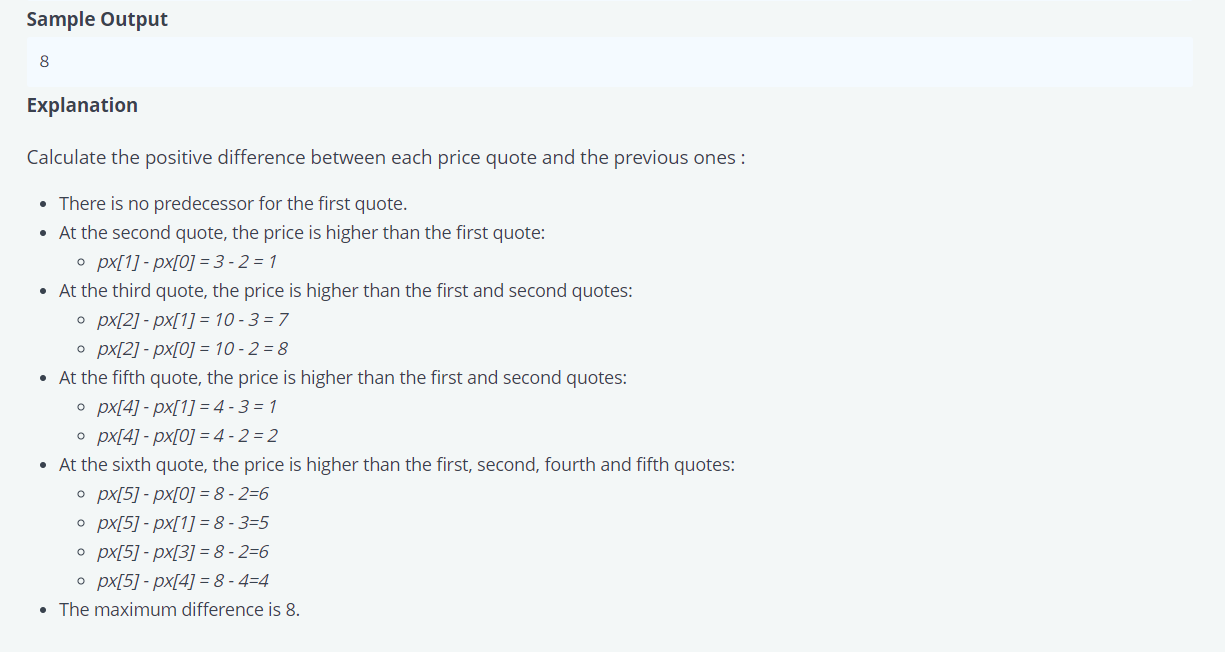 Sample Output
8
Explanation
Calculate the positive difference between each price quote and the previous ones :
• There is no predecessor for the first quote.
• At the second quote, the price is higher than the first quote:
○ px[1] - px[0] = 3 - 2 = 1
• At the third quote, the price is higher than the first and second quotes:
○ px[2] - px[1] = 10 - 3 = 7
○ px[2] - px[0] = 10 - 2 = 8
• At the fifth quote, the price is higher than the first and second quotes:
○ px[4] - px[1] = 4 - 3 = 1
○ px[4] - px[0] = 4 - 2 = 2
• At the sixth quote, the price is higher than the first, second, fourth and fifth quotes:
○ px[5] - px[0] = 8 - 2=6
○ px[5] - px[1] = 8 - 3=5
○ px[5] - px[3] = 8 - 2=6
○ px[5] - px[4] = 8 - 4=4
• The maximum difference is 8.